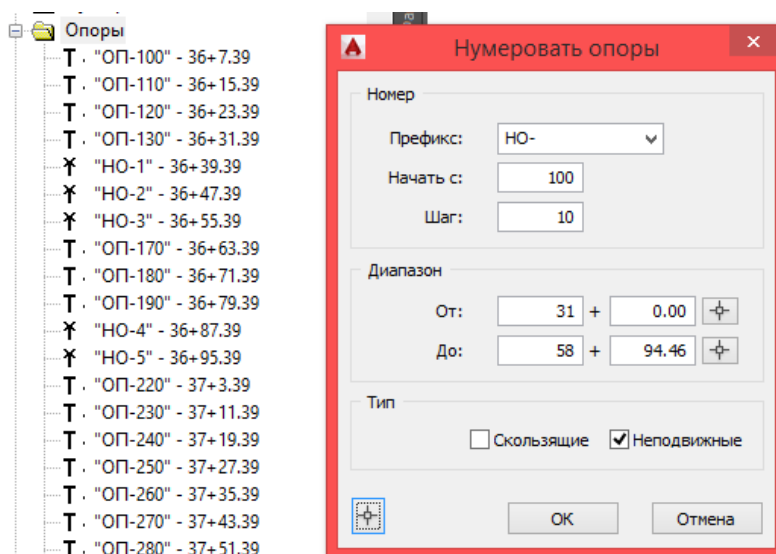 Опоры
"ОП-100" - 36+7.39
"ОП-110" - 36+15.39
"ОП-120" - 36+23.39
"ОП-130" - 36+31.39
"НО-1" - 36+39.39
"НО-2" - 36+47.39
"НО-3" - 36+55.39
"ОП-170" - 36+63.39
"ОП-180" - 36+71.39
"ОП-190" - 36+79.39
"НО-4" - 36+87.39
"НО-5" - 36+95.39
"ОП-220" - 37+3.39
"ОП-230" - 37+11.39
"ОП-240" - 37+19.39
"ОП-250" - 37+27.39
"ОП-260" - 37+35.39
"ОП-270" - 37+43.39
"ОП-280" - 37+51.39
Нумеровать опоры
Номер
Префикс: НО-
Начать с: 100
Шаг: 10
Диапазон
От: 31 + 0.00
До: 58 + 94.46
Тип
Скользящие Неподвижные
ОК Отмена